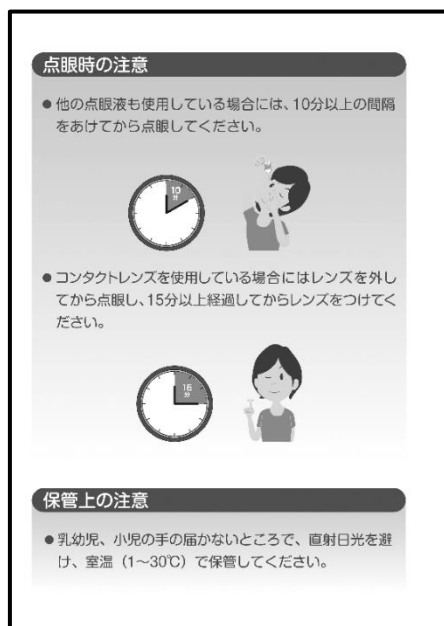 点眼時の注意
●他の点眼液も使用している場合には、10分以上の間隔
をあけてから点眼してください。
10
分
●コンタクトレンズを使用している場合にはレンズを外し
てから点眼し、15分以上経過してからレンズをつけてく
ださい。
15
分
保管上の注意
●乳幼児、小児の手の届かないところで、直射日光を避
け、室温（1～30℃）で保管してください。